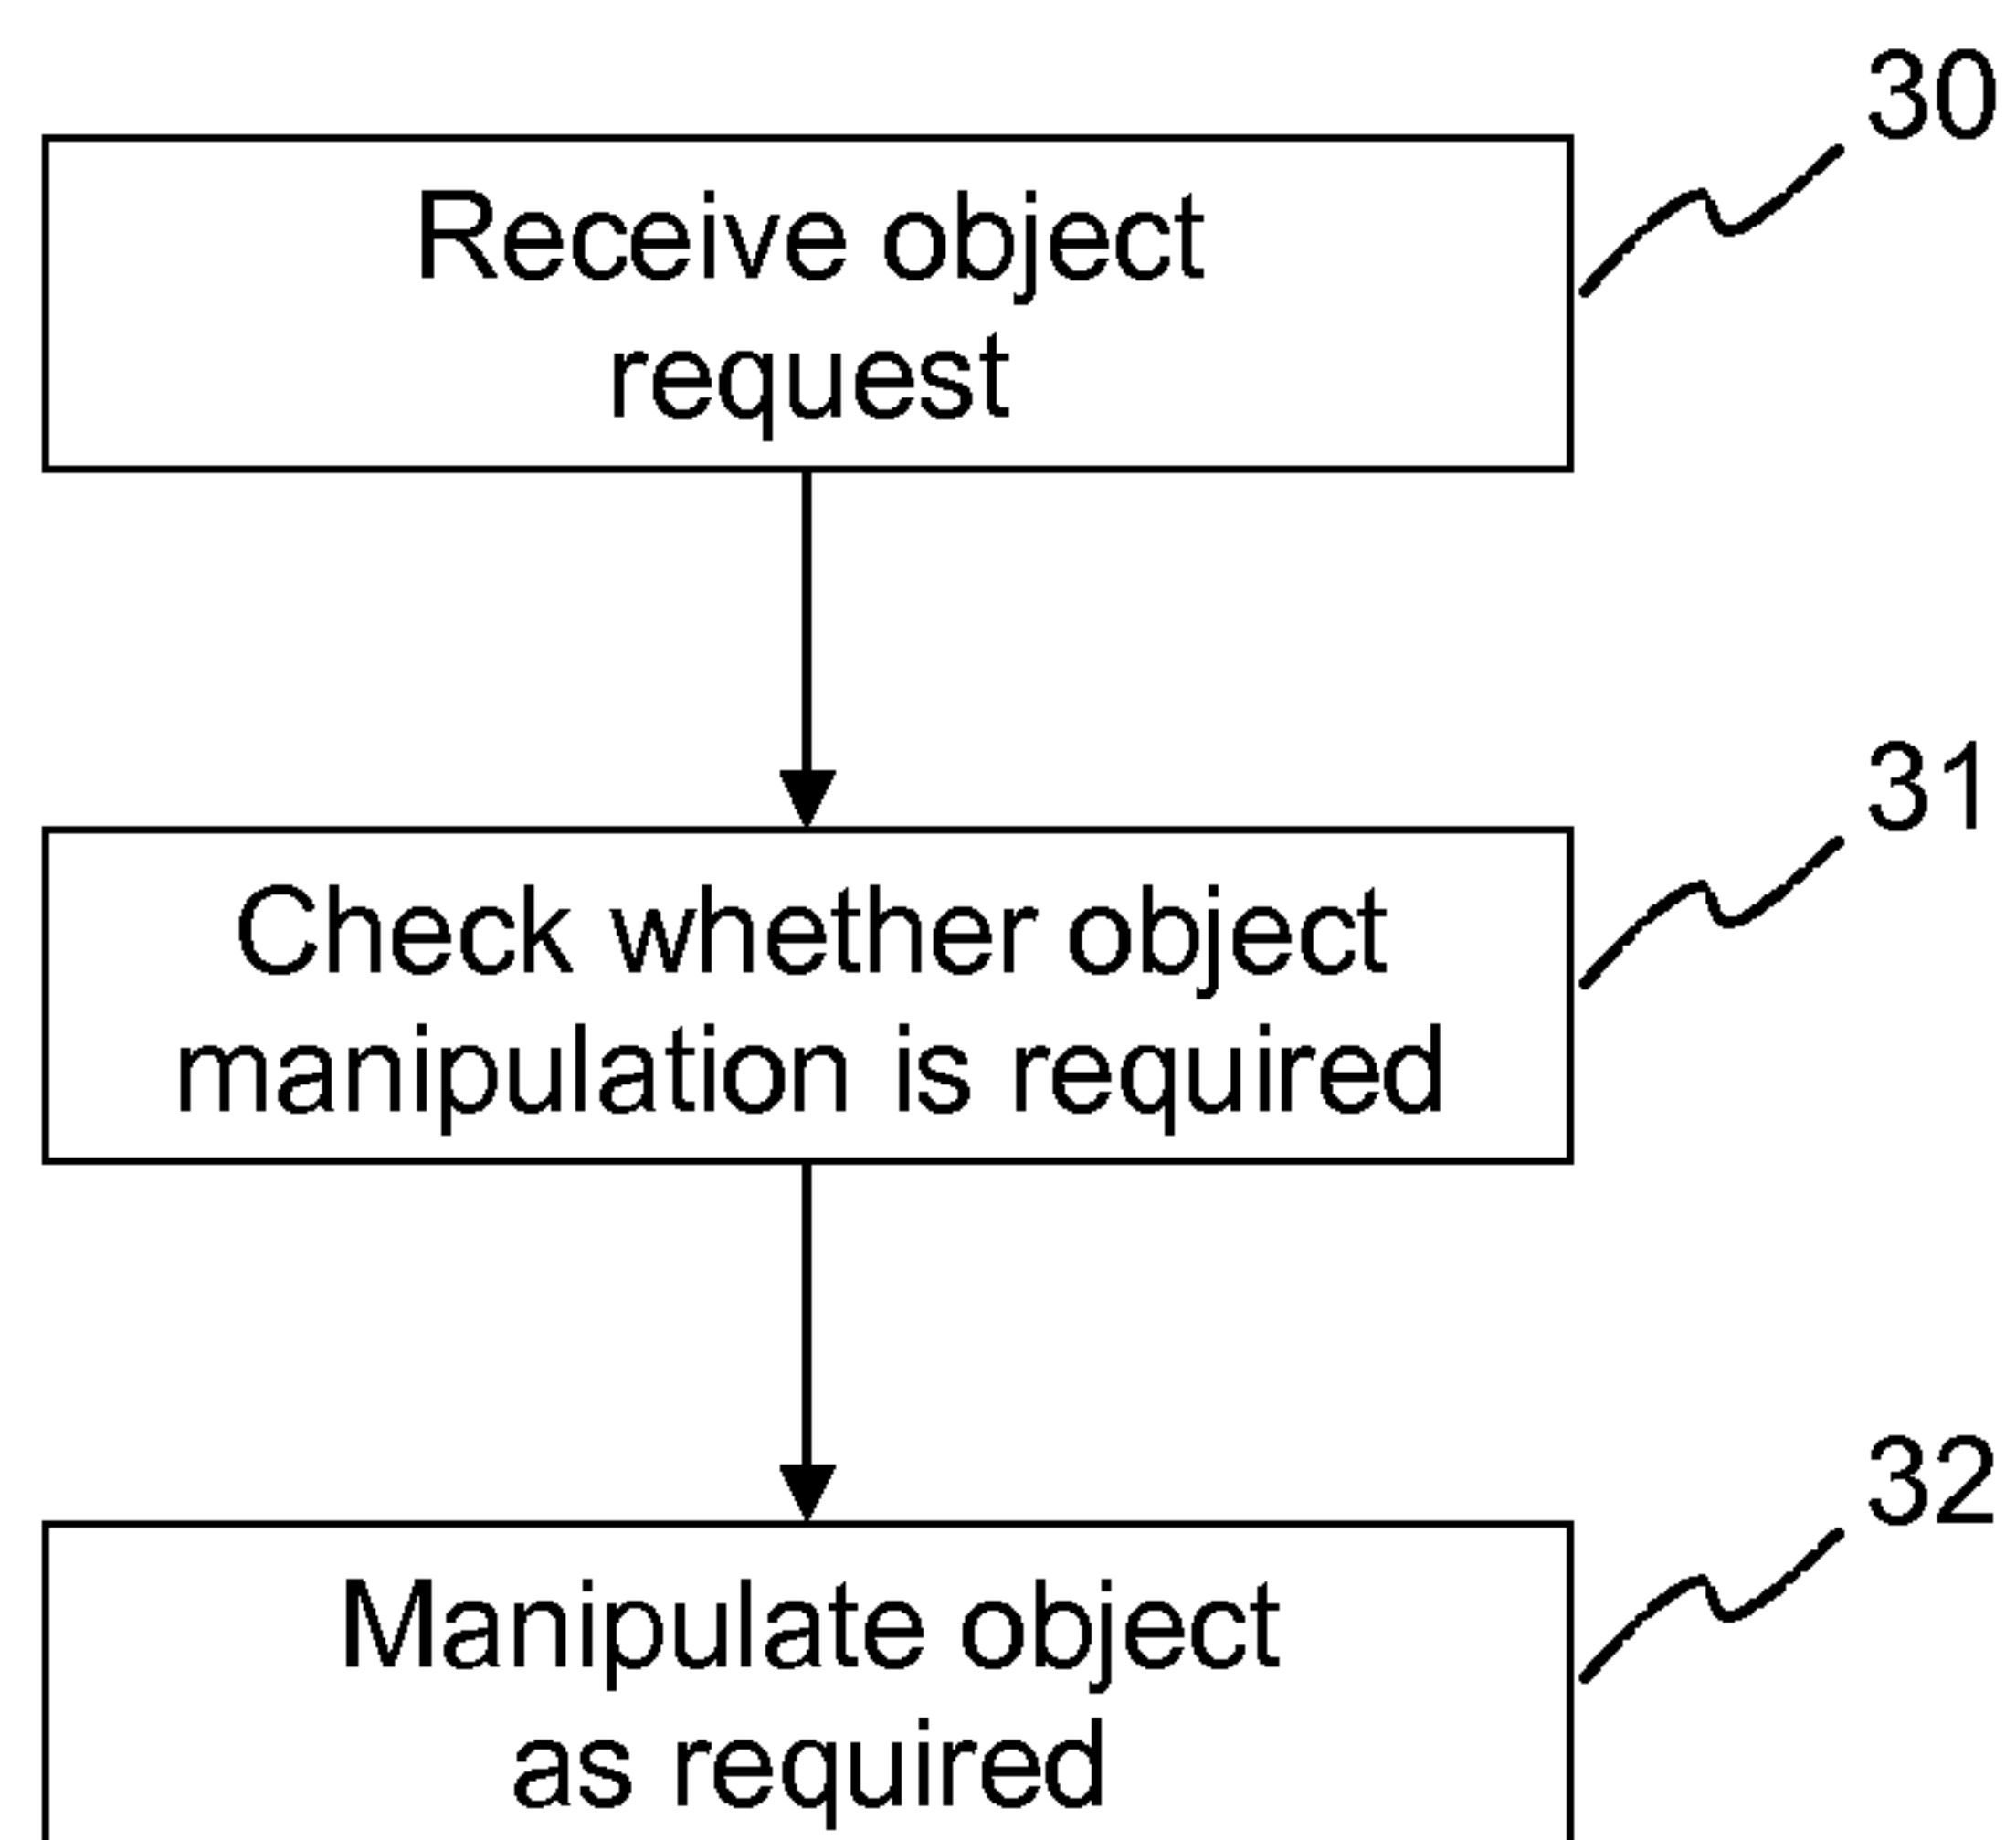 30
Receive object
request
31
Check whether object
manipulation is required
32
Manipulate object
as required